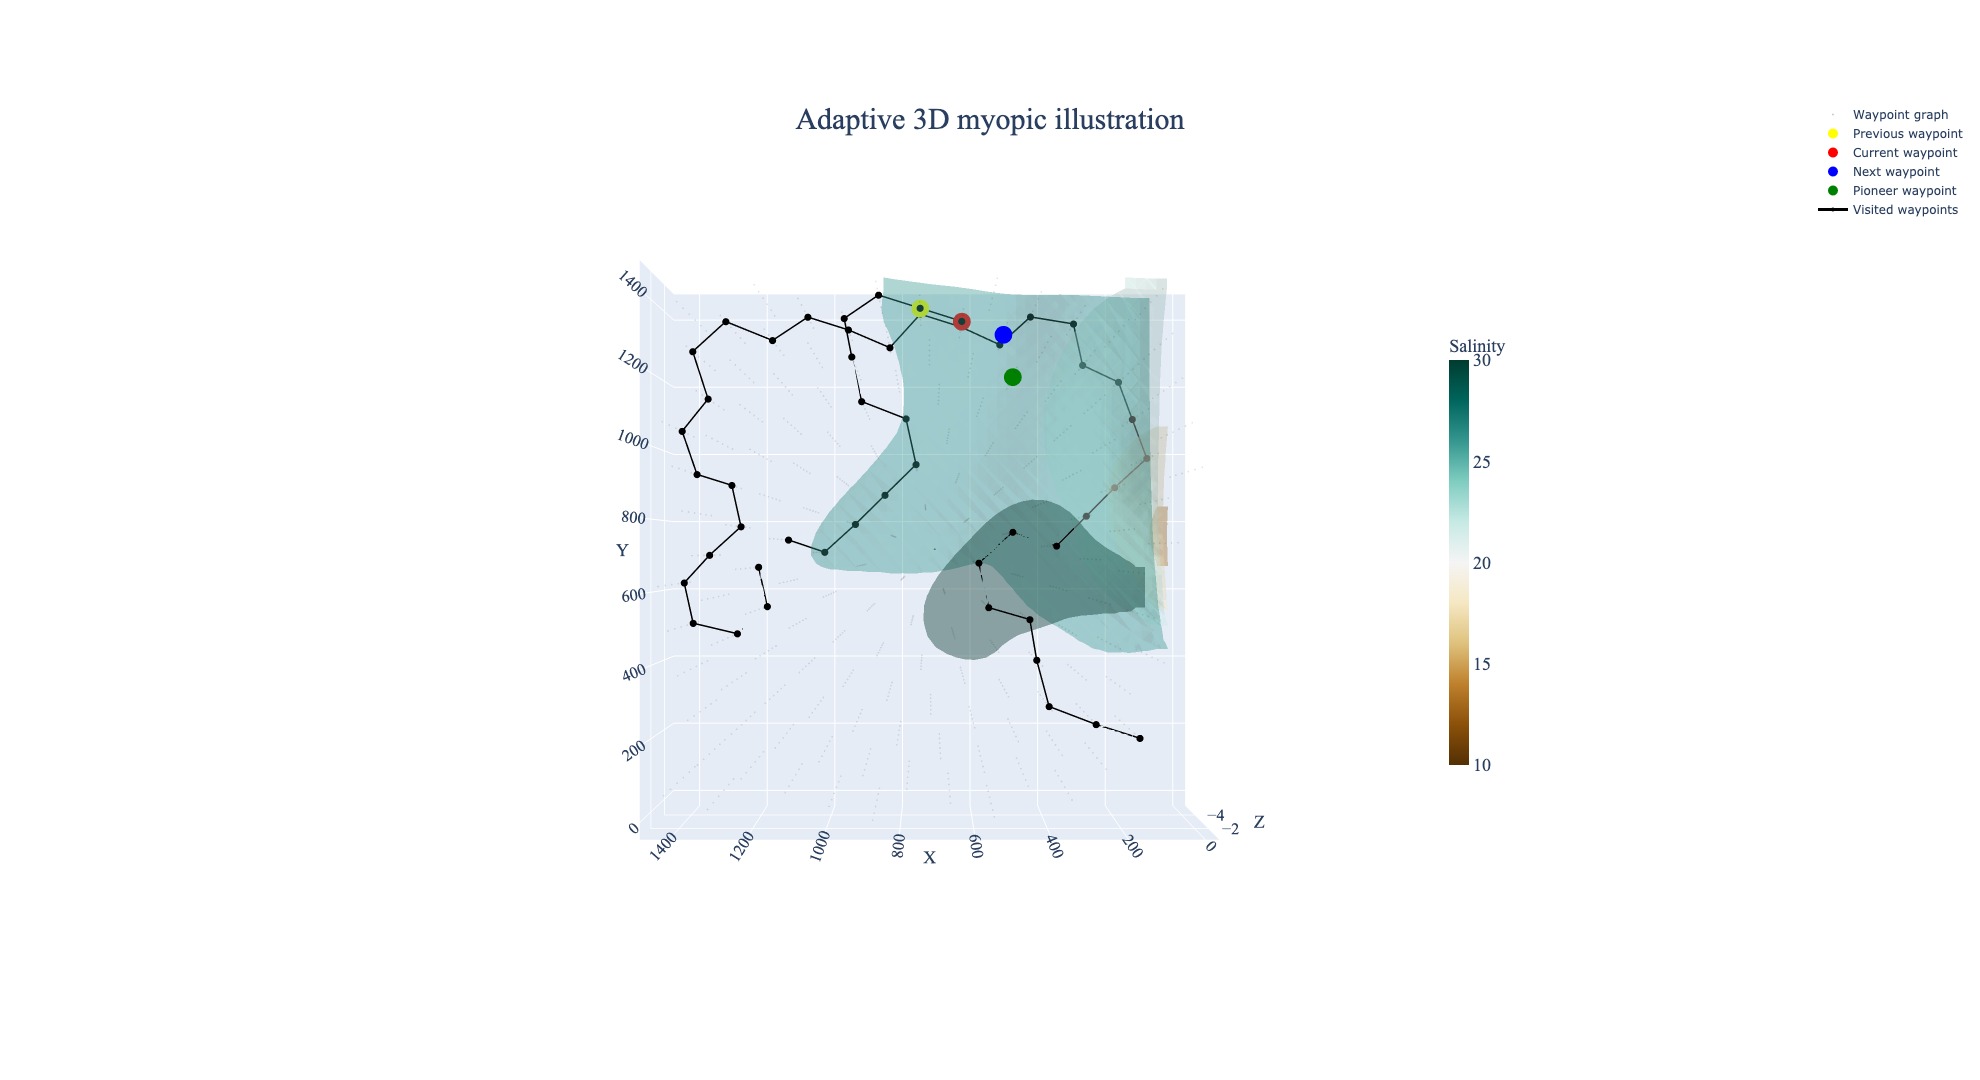 Adaptive 3D myopic illustration
Waypoint graph
Previous waypoint
Current waypoint
Next waypoint
Pioneer waypoint
Visited waypoints
Salinity
30
25
20
15
10
1400
1200
1000
800
Y
600
400
200
0
1400
1200
1000
800
600
400
200
0
X
−4
−2
Z